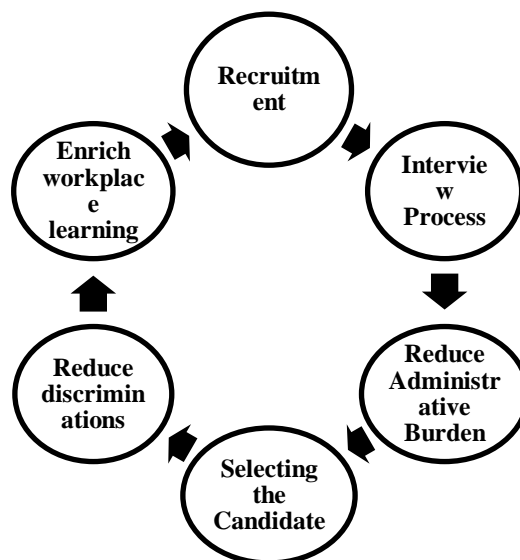 Recruitm
ent
Intervie
w
Process
Reduce
Administr
ative
Burden
Selecting
the
Candidate
Reduce
discrimin
ations
Enrich
workplac
e
learning